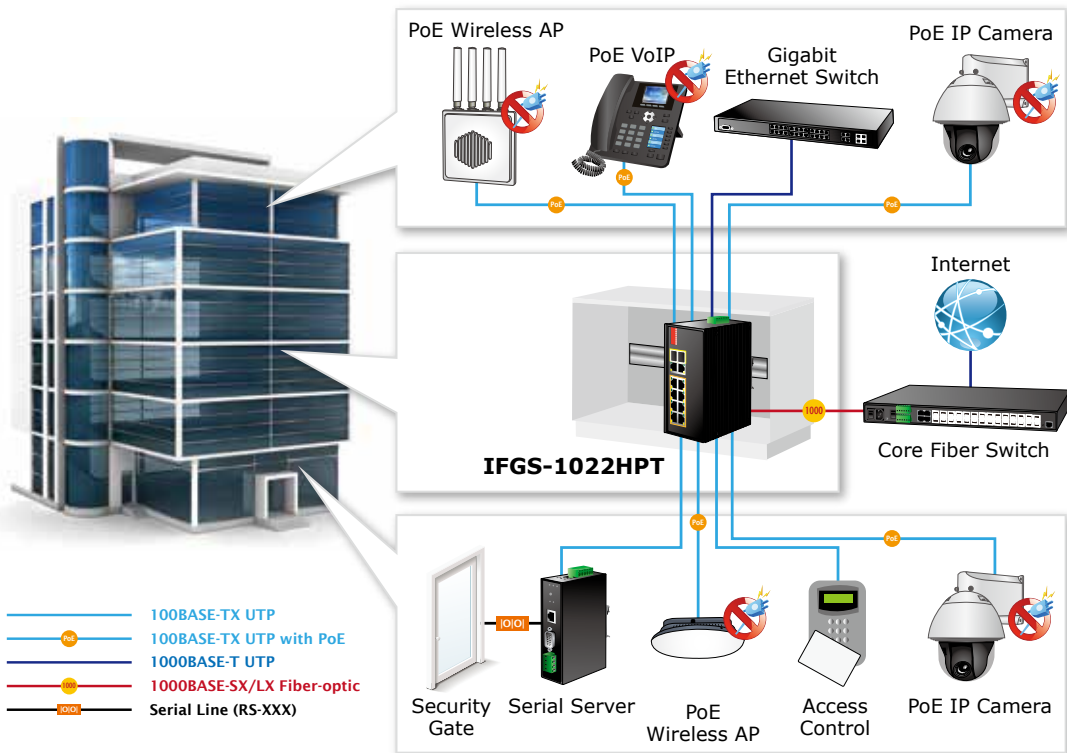 PoE Wireless AP
PoE VoIP
Gigabit
Ethernet Switch
PoE IP Camera
PoE
PoE
PoE
Internet
1000
Core Fiber Switch
IFGS-1022HPT
PoE
PoE
100BASE-TX UTP
PoE
100BASE-TX UTP with PoE
1000BASE-T UTP
1000
1000BASE-SX/LX Fiber-optic
|O|O|
Serial Line (RS-XXX)
|O|O|
Security
Gate
Serial Server
PoE
Wireless AP
Access
Control
PoE IP Camera